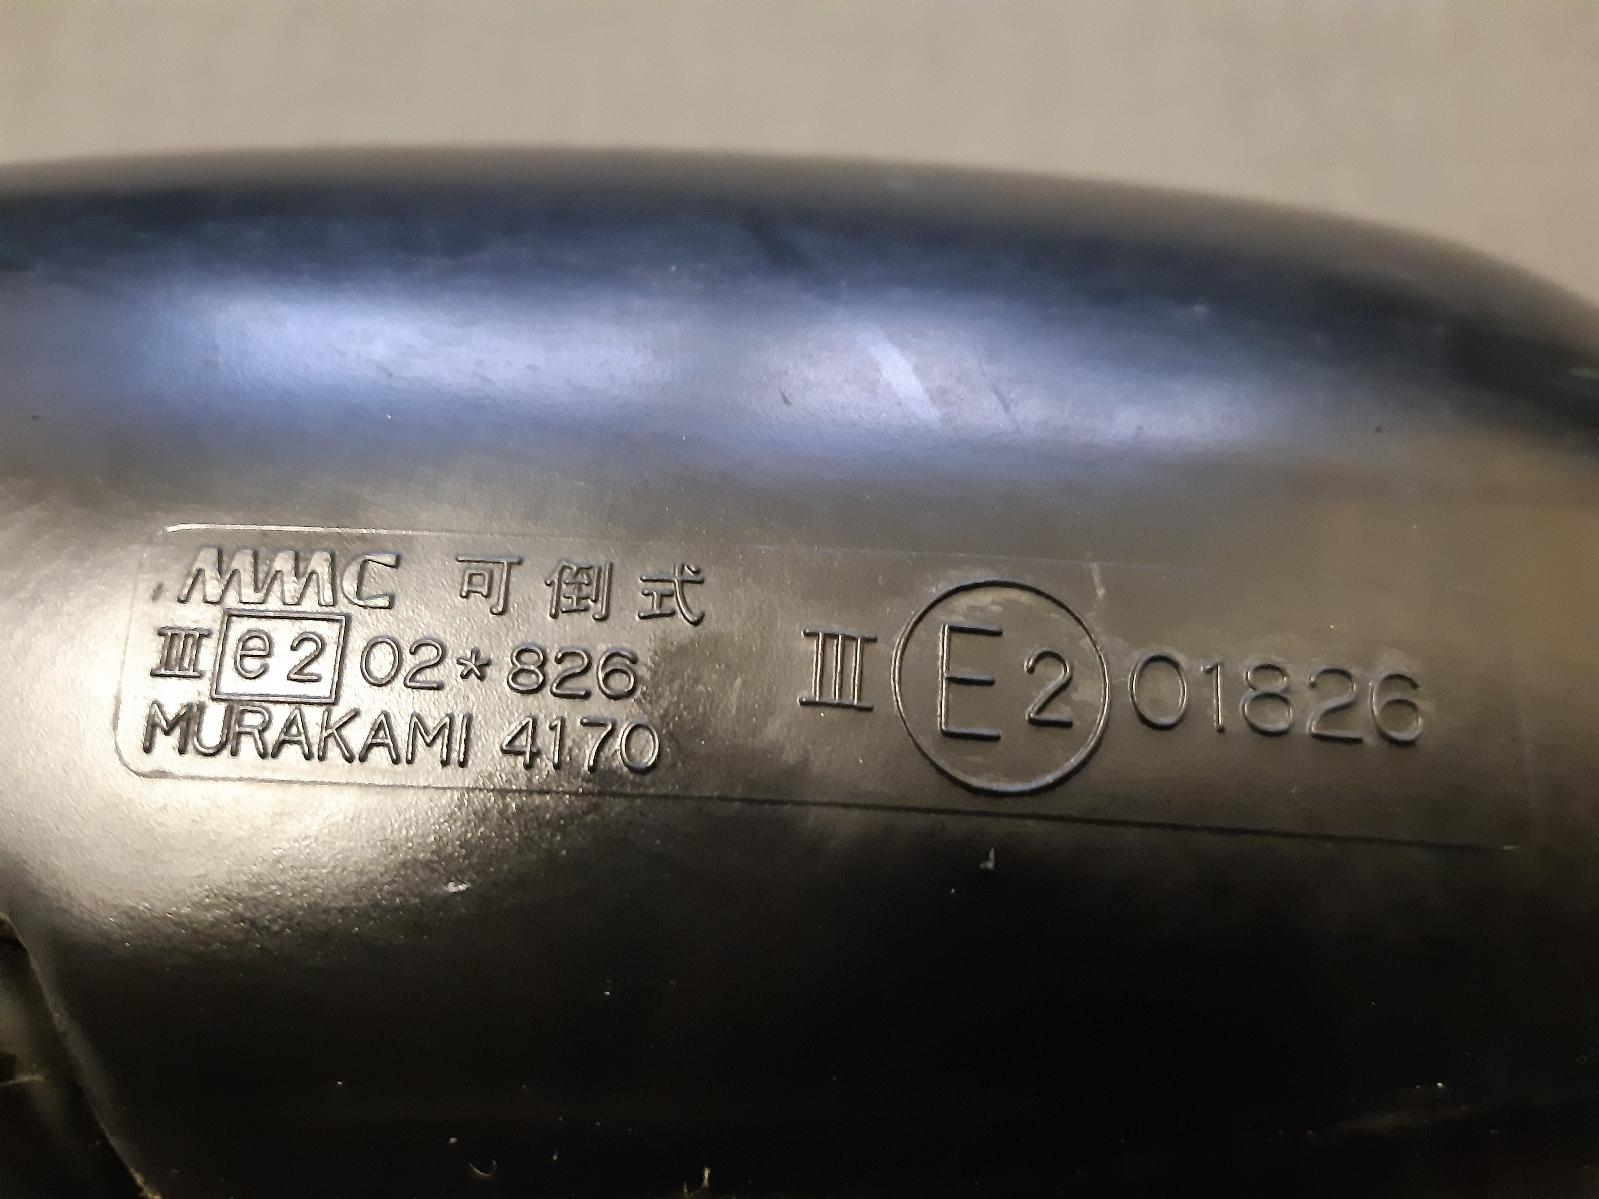 MMC 可倒式
III e2 02*826
MURAKAMI 4170
III E2 01826